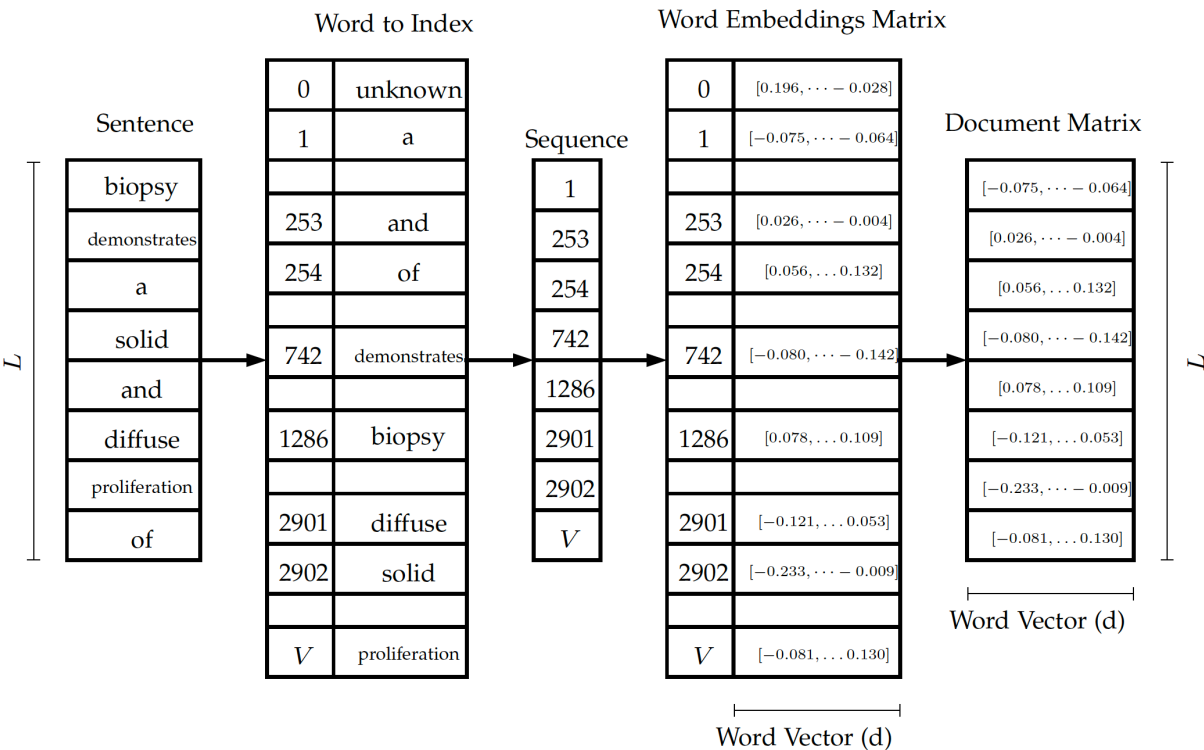 Word to Index
Word Embeddings Matrix
Sentence
Sequence
Document Matrix
L
biopsy
demonstrates
a
solid
and
diffuse
proliferation
of
0 unknown
1 a
253 and
254 of
742 demonstrates
1286 biopsy
2901 diffuse
2902 solid
V proliferation
1
253
254
742
1286
2901
2902
V
0 [0.196, ⋯ − 0.028]
1 [−0.075, ⋯ − 0.064]
253 [0.026, ⋯ − 0.004]
254 [0.056, … 0.132]
742 [−0.080, ⋯ − 0.142]
1286 [0.078, … 0.109]
2901 [−0.121, … 0.053]
2902 [−0.233, ⋯ − 0.009]
V [−0.081, … 0.130]
Word Vector (d)
[−0.075, ⋯ − 0.064]
[0.026, ⋯ − 0.004]
[0.056, … 0.132]
[−0.080, ⋯ − 0.142]
[0.078, … 0.109]
[−0.121, … 0.053]
[−0.233, ⋯ − 0.009]
[−0.081, … 0.130]
Word Vector (d)
L